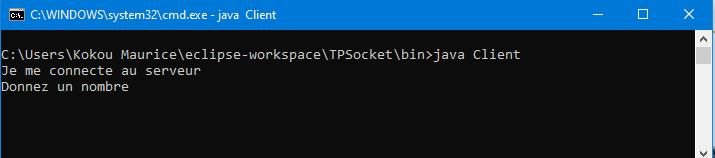 C:\WINDOWS\system32\cmd.exe - java  Client
C:\Users\Kokou Maurice\eclipse-workspace\TPSocket\bin>java Client
Je me connecte au serveur
Donnez un nombre